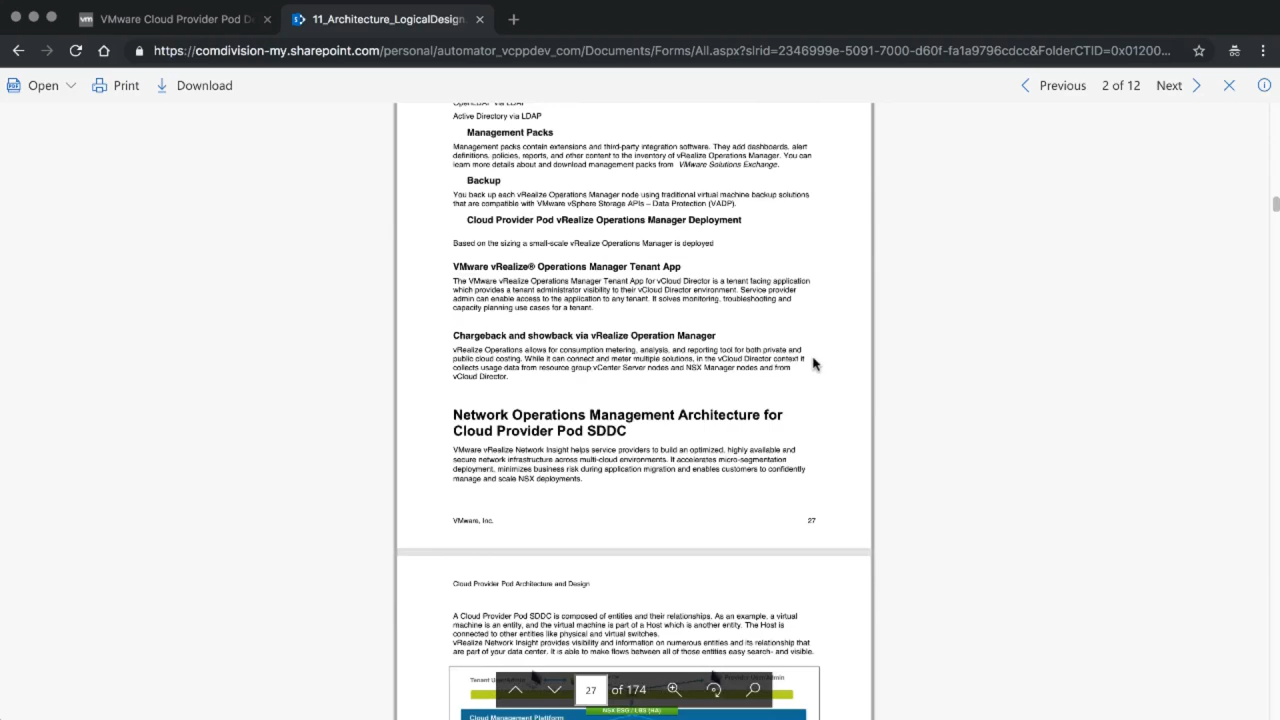 VMware Cloud Provider Pod D
11_Architecture_LogicalDesign
https://comdivision-my.sharepoint.com/personal/automator_vcpod_net/Documents/Forms/All.aspx?slrid=2346999e-5091-7000-d60f-fa1a9796cdcc&FolderCTID=0x01200...
Open
Print
Download
Previous
2 of 12
Next
OpenLDAP via LDAP
Active Directory via LDAP
Management Packs
Management packs contain extensions and third-party integration software. They add dashboards, alert
definitions, policies, reports, and other content to the inventory of vRealize Operations Manager. You can
learn more details about and download management packs from VMware Solutions Exchange.
Backup
You back up each vRealize Operations Manager node using traditional virtual machine backup solutions
that are compatible with VMware vSphere Storage APIs – Data Protection (VADP).
Cloud Provider Pod vRealize Operations Manager Deployment
Based on the sizing a small-scale vRealize Operations Manager is deployed
VMware vRealize® Operations Manager Tenant App
The VMware vRealize Operations Manager Tenant App for vCloud Director is a tenant facing application
which provides a tenant administrator visibility to their vCloud Director environment. Service provider
admin can enable access to the application to any tenant. It solves monitoring, troubleshooting and
capacity planning use cases for a tenant.
Chargeback and showback via vRealize Operation Manager
vRealize Operations allows for consumption metering, analysis, and reporting tool for both private and
public cloud costing. While it can connect and meter multiple solutions, in the vCloud Director context it
collects usage data from resource group vCenter Server nodes and NSX Manager nodes and from
vCloud Director.
Network Operations Management Architecture for
Cloud Provider Pod SDDC
VMware vRealize Network Insight helps service providers to build an optimized, highly available and
secure network infrastructure across multi-cloud environments. It accelerates micro-segmentation
deployment, minimizes business risk during application migration and enables customers to confidently
manage and scale NSX deployments.
VMware, Inc.
27
Cloud Provider Pod Architecture and Design
A Cloud Provider Pod SDDC is composed of entities and their relationships. As an example, a virtual
machine is an entity, and the virtual machine is part of a Host which is another entity. The Host is
connected to other entities like physical and virtual switches.
vRealize Network Insight provides visibility and information on numerous entities and its relationship that
are part of your data center. It is able to make flows between all of those entities easy search- and visible.
27 of 174
NSX ESG / LBS (HA)
Cloud Management Platform